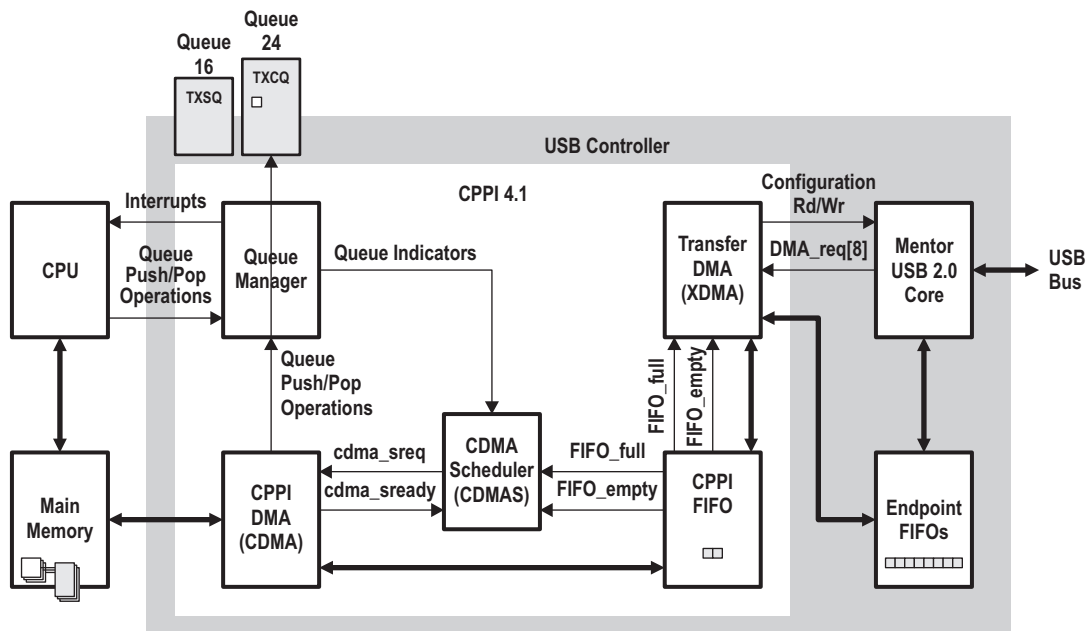 Queue
16
Queue
24
TXSQ
TXCQ
USB Controller
CPPI 4.1
Interrupts
Queue
Push/Pop
Operations
CPU
Queue
Manager
Queue Indicators
Transfer
DMA
(XDMA)
Configuration
Rd/Wr
DMA_req[8]
Mentor
USB 2.0
Core
USB
Bus
Queue
Push/Pop
Operations
FIFO_full
FIFO_empty
cdma_sreq
cdma_sready
CDMA
Scheduler
(CDMAS)
FIFO_full
FIFO_empty
Main
Memory
CPPI
DMA
(CDMA)
CPPI
FIFO
Endpoint
FIFOs